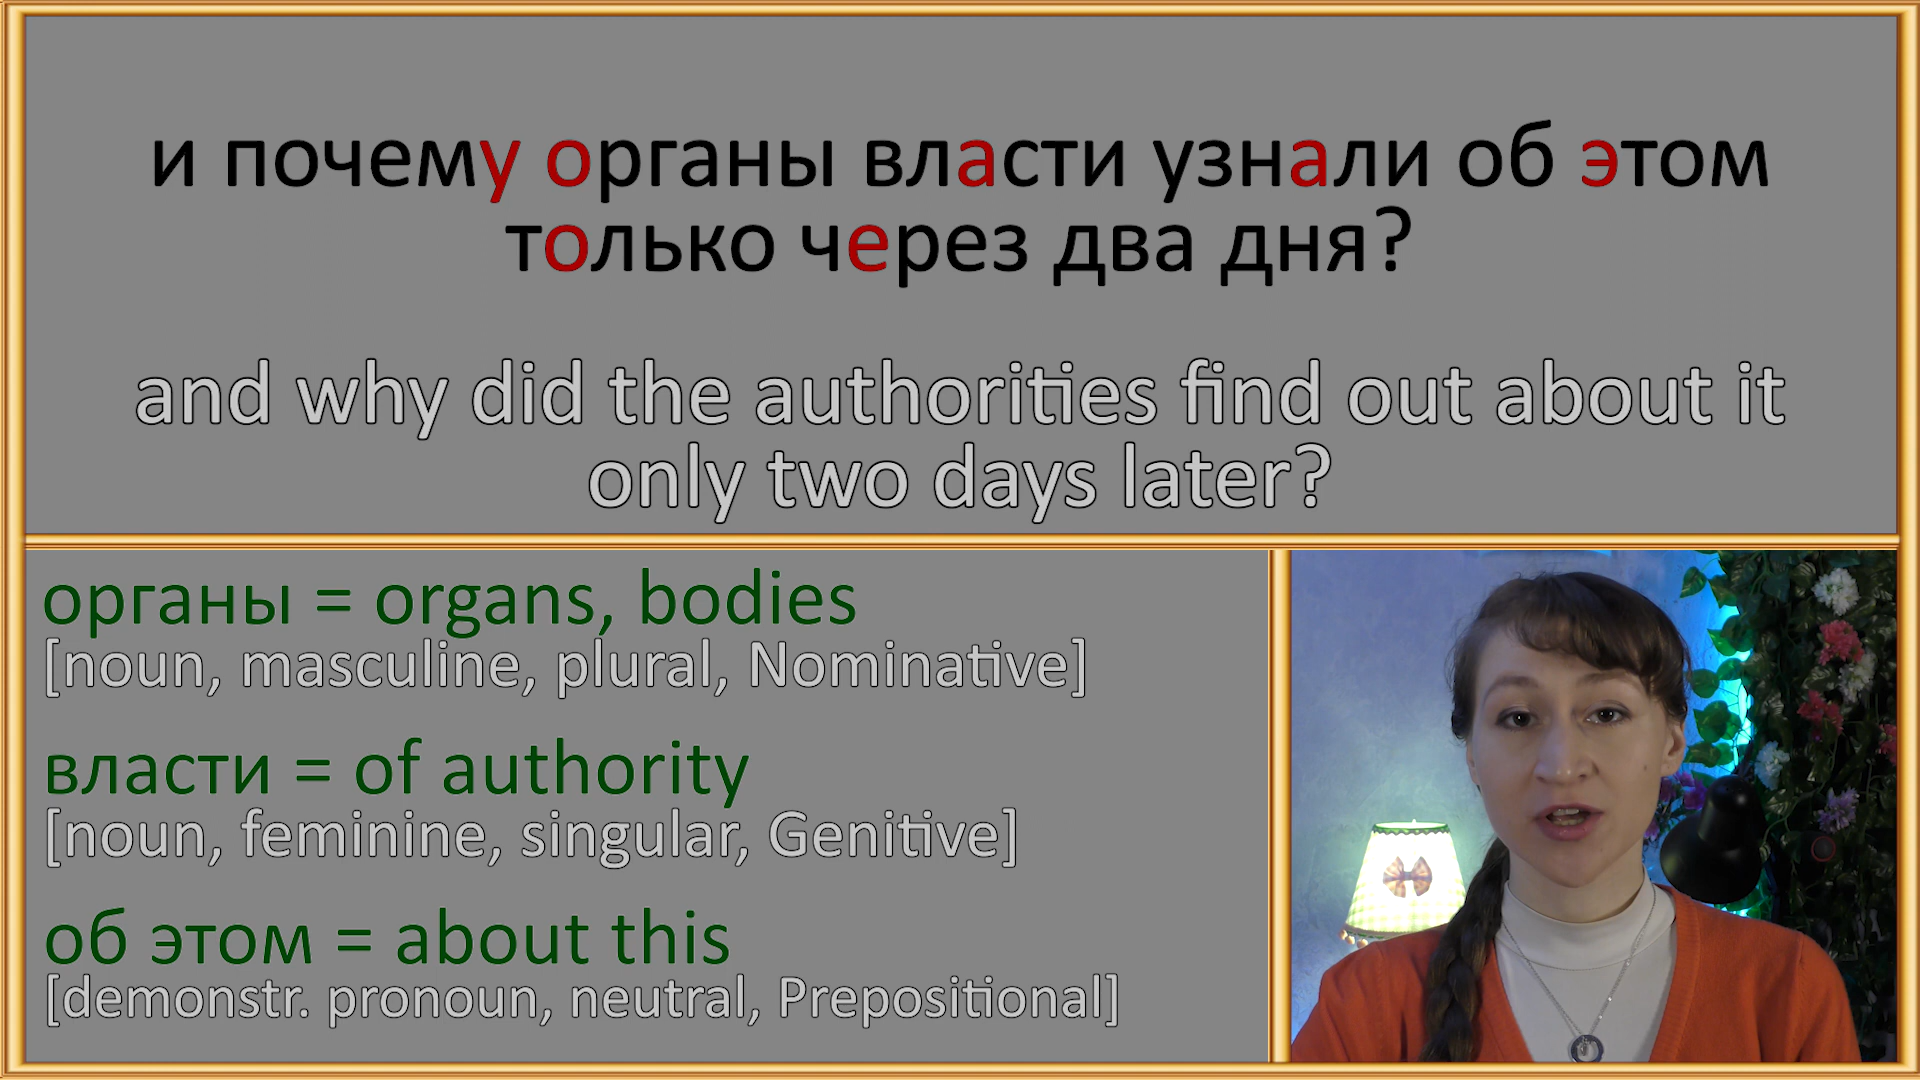 и почему органы власти узнали об этом
только через два дня?
and why did the authorities find out about it
only two days later?
органы = organs, bodies
[noun, masculine, plural, Nominative]
власти = of authority
[noun, feminine, singular, Genitive]
об этом = about this
[demonstr. pronoun, neutral, Prepositional]